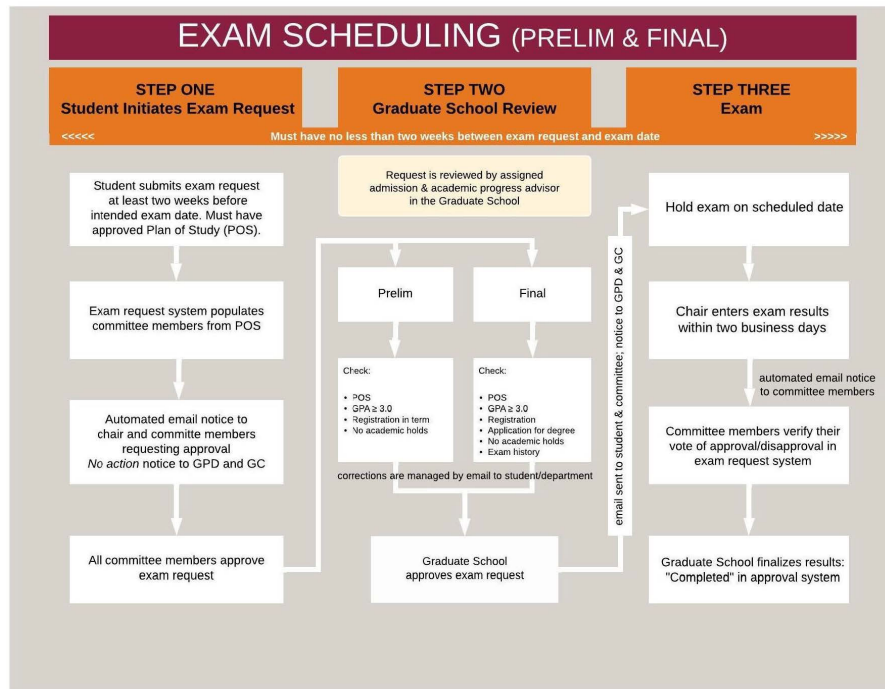 EXAM SCHEDULING (PRELIM & FINAL)
STEP ONE
Student Initiates Exam Request
STEP TWO
Graduate School Review
STEP THREE
Exam
<<<<< Must have no less than two weeks between exam request and exam date >>>>>
Student submits exam request
at least two weeks before
intended exam date. Must have
approved Plan of Study (POS).
Exam request system populates
committee members from POS
Automated email notice to
chair and committe members
requesting approval
No action notice to GPD and GC
All committee members approve
exam request
Request is reviewed by assigned
admission & academic progress advisor
in the Graduate School
Prelim
Check:
• POS
• GPA ≥ 3.0
• Registration in term
• No academic holds
Final
Check:
• POS
• GPA ≥ 3.0
• Registration
• Application for degree
• No academic holds
• Exam history
corrections are managed by email to student/department
Graduate School
approves exam request
email sent to student & committee; notice to GPD & GC
Hold exam on scheduled date
Chair enters exam results
within two business days
automated email notice
to committee members
Committee members verify their
vote of approval/disapproval in
exam request system
Graduate School finalizes results:
"Completed" in approval system